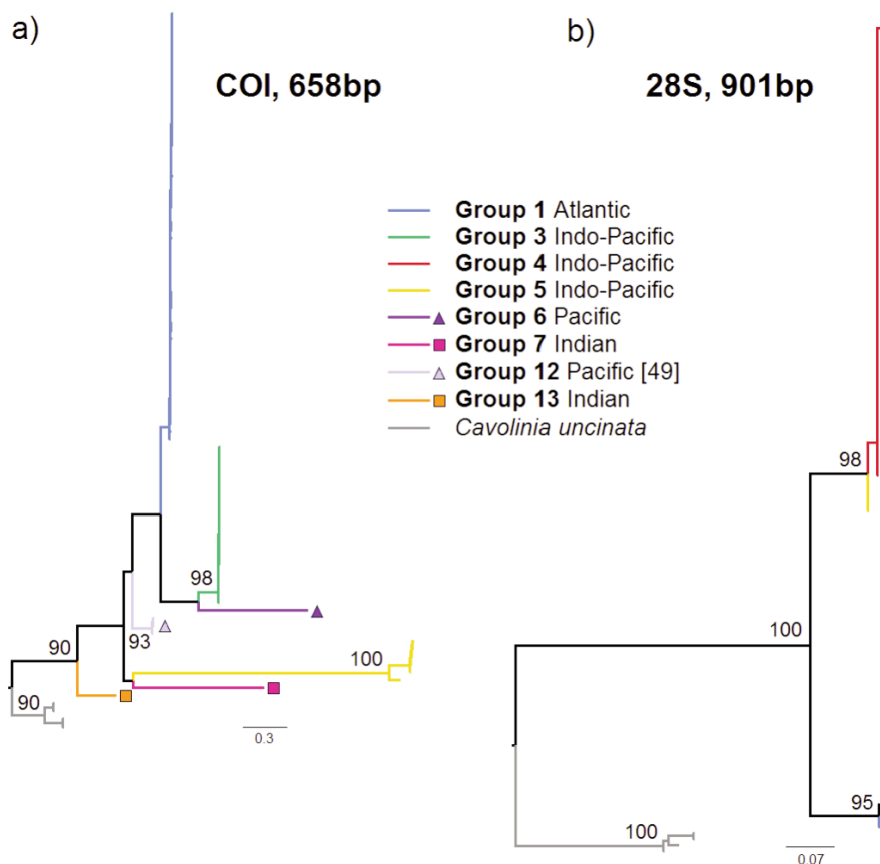 a)
COI, 658bp
b)
28S, 901bp
Group 1 Atlantic
Group 3 Indo-Pacific
Group 4 Indo-Pacific
Group 5 Indo-Pacific
Group 6 Pacific
Group 7 Indian
Group 12 Pacific [49]
Group 13 Indian
Cavolinia uncinata
98
93
90
100
90
0.3
98
100
95
100
0.07